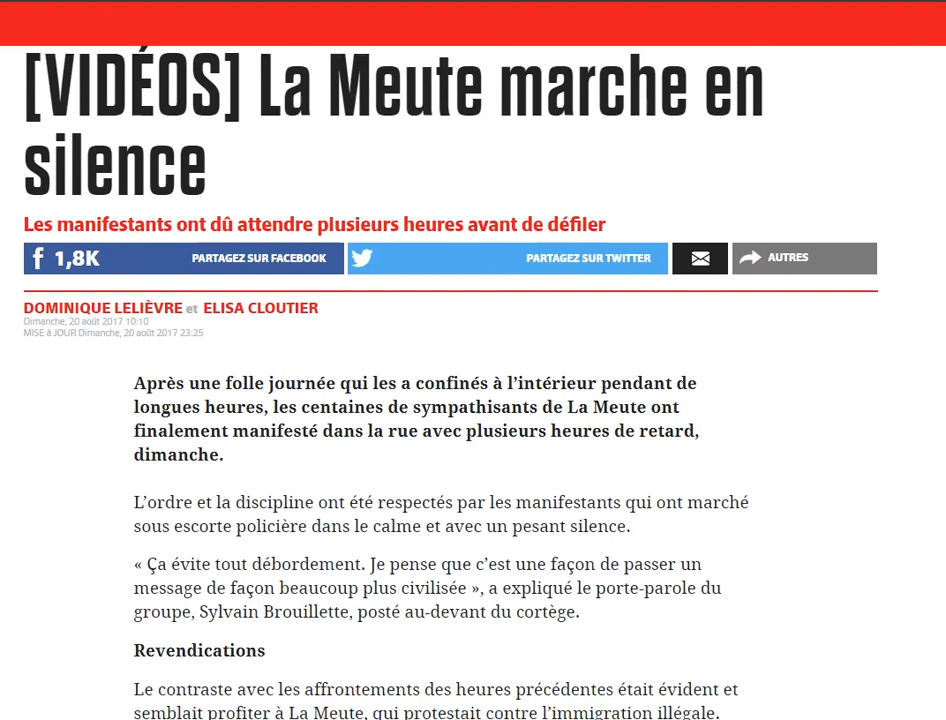 [VIDÉOS] La Meute marche en
silence
Les manifestants ont dû attendre plusieurs heures avant de défiler
f 1,8K PARTAGEZ SUR FACEBOOK PARTAGEZ SUR TWITTER AUTRES
DOMINIQUE LELIÈVRE et ELISA CLOUTIER
Dimanche, 20 août 2017 10:10
MISE à JOUR Dimanche, 20 août 2017 23:25
Après une folle journée qui les a confinés à l’intérieur pendant de
longues heures, les centaines de sympathisants de La Meute ont
finalement manifesté dans la rue avec plusieurs heures de retard,
dimanche.
L’ordre et la discipline ont été respectés par les manifestants qui ont marché
sous escorte policière dans le calme et avec un pesant silence.
« Ça évite tout débordement. Je pense que c’est une façon de passer un
message de façon beaucoup plus civilisée », a expliqué le porte-parole du
groupe, Sylvain Brouillette, posté au-devant du cortège.
Revendications
Le contraste avec les affrontements des heures précédentes était évident et
semblait profiter à La Meute, qui protestait contre l’immigration illégale.